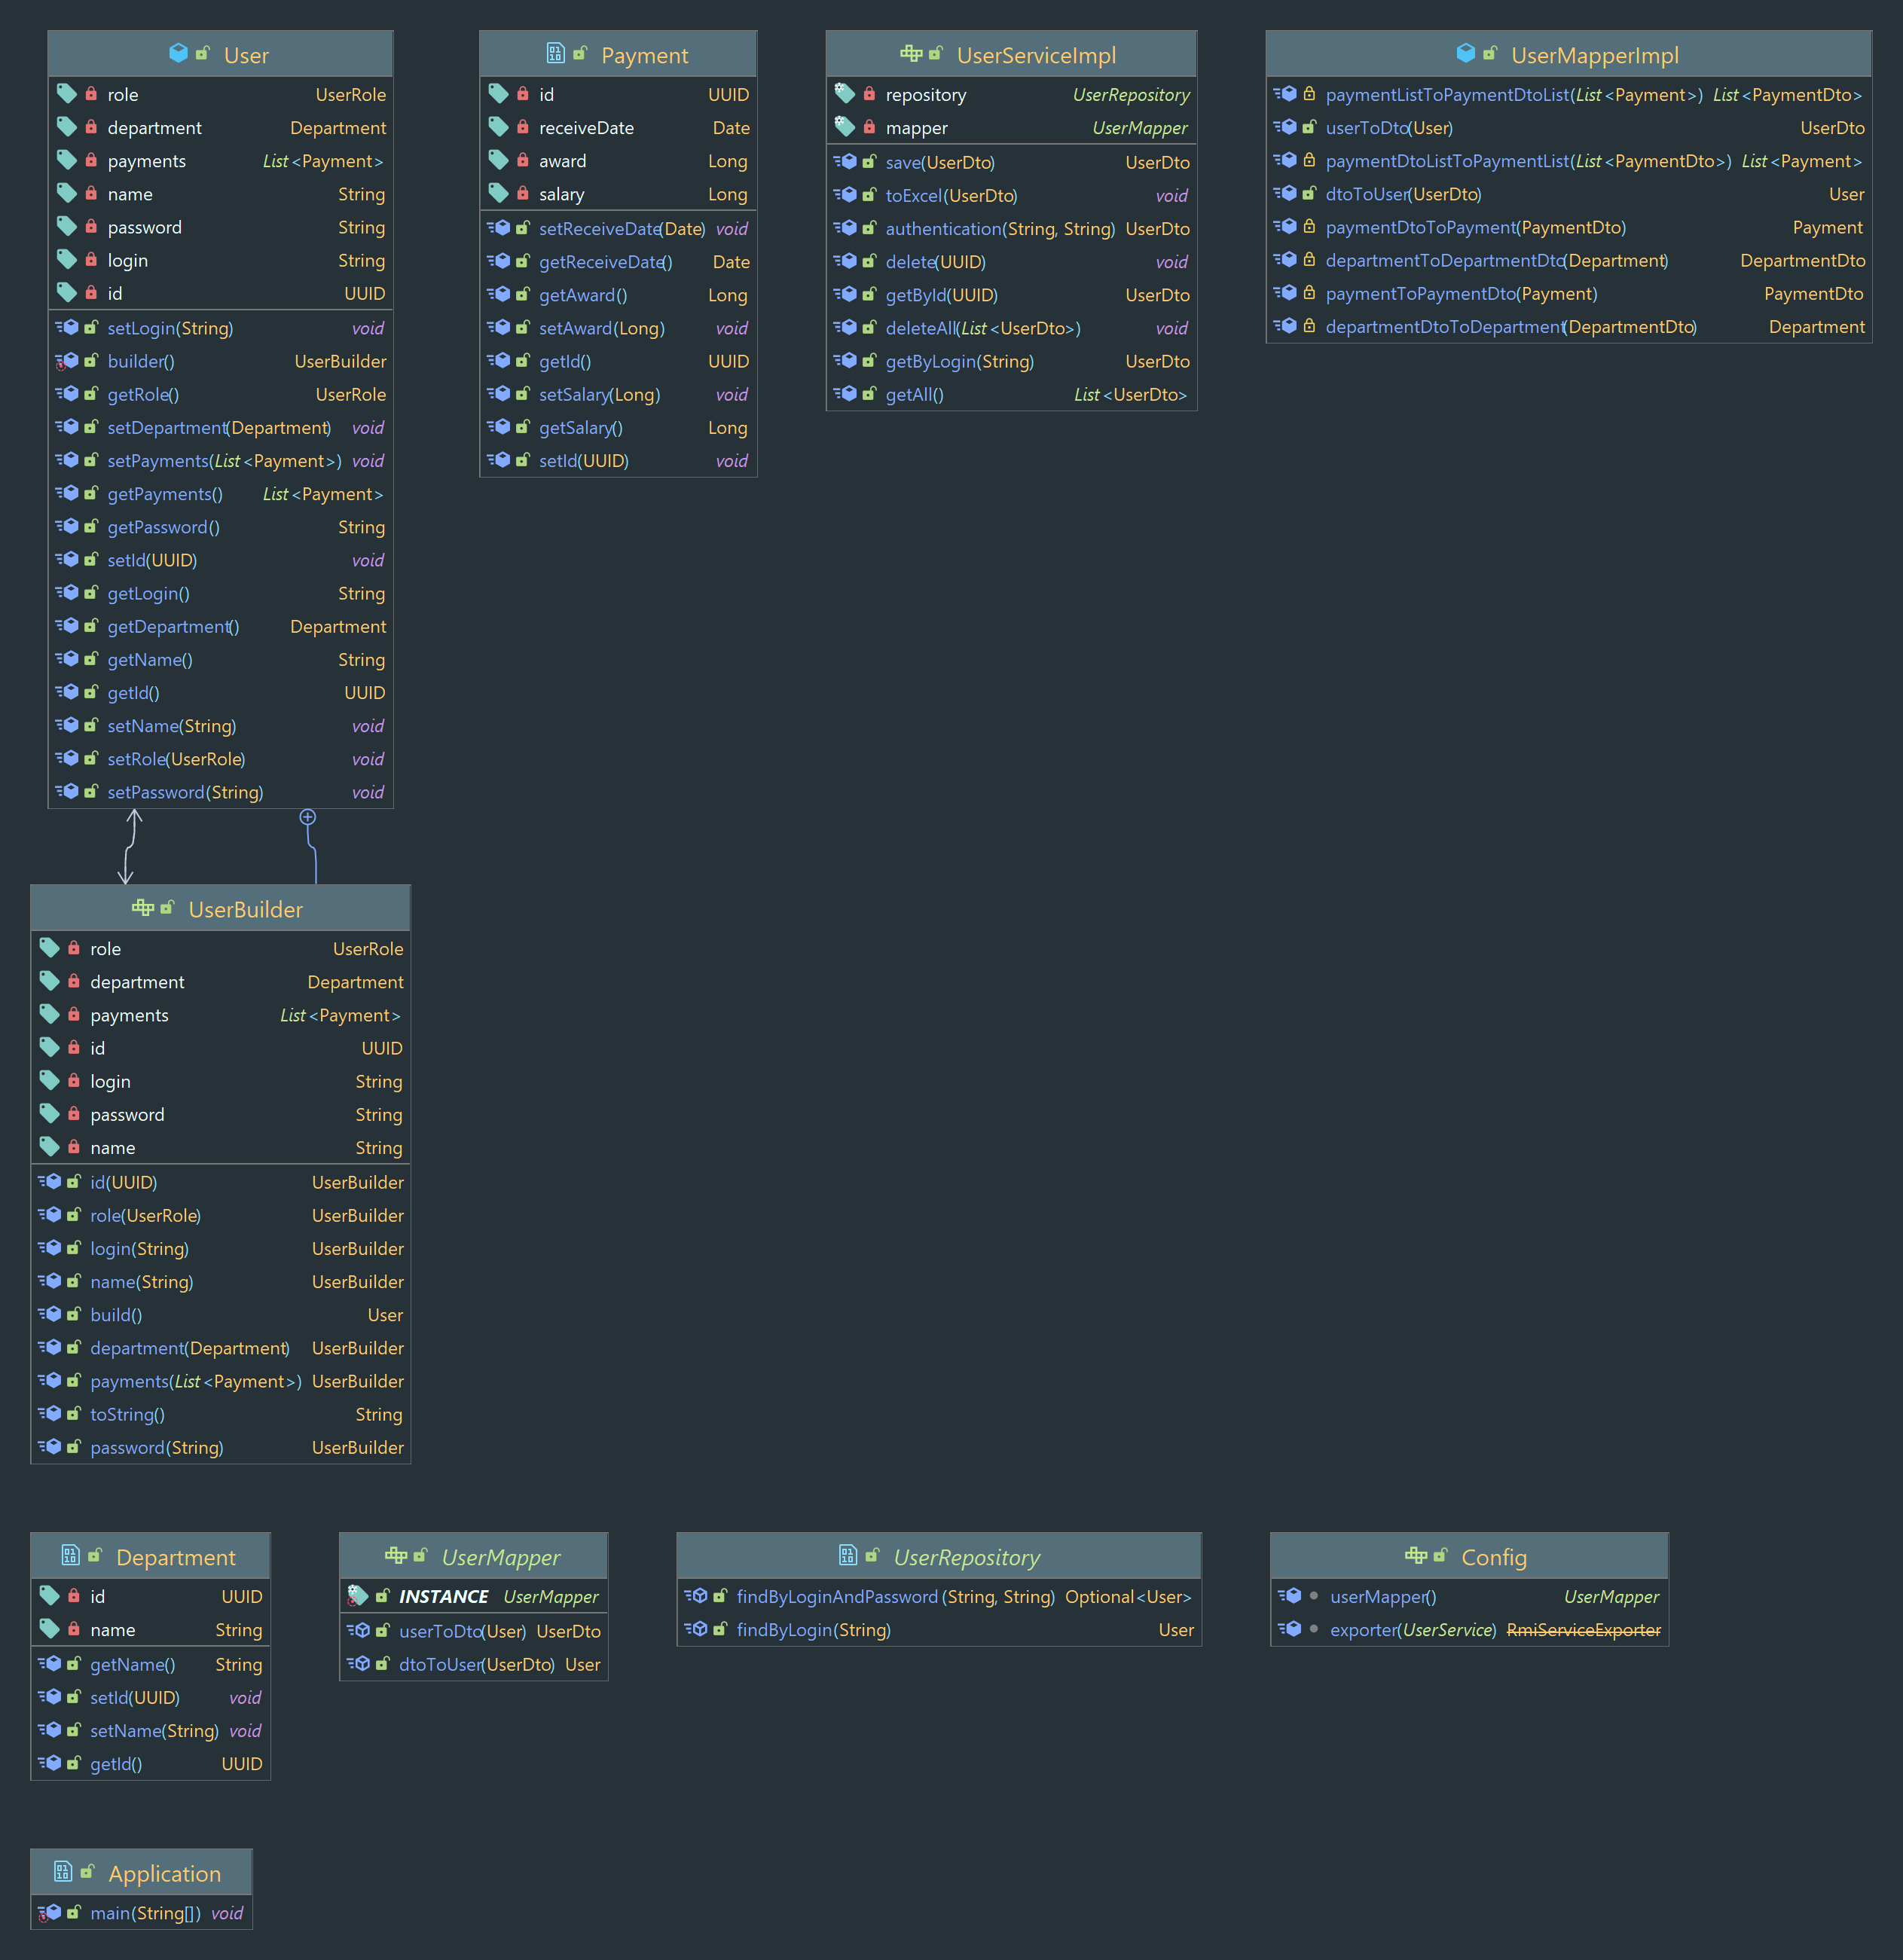 User
role UserRole
department Department
payments List<Payment>
name String
password String
login String
id UUID
setLogin(String) void
builder() UserBuilder
getRole() UserRole
setDepartment(Department) void
setPayments(List<Payment>) void
getPayments() List<Payment>
getPassword() String
setId(UUID) void
getLogin() String
getDepartment() Department
getName() String
getId() UUID
setName(String) void
setRole(UserRole) void
setPassword(String) void
Payment
id UUID
receiveDate Date
award Long
salary Long
setReceiveDate(Date) void
getReceiveDate() Date
getAward() Long
setAward(Long) void
getId() UUID
setSalary(Long) void
getSalary() Long
setId(UUID) void
UserServiceImpl
repository UserRepository
mapper UserMapper
save(UserDto) UserDto
toExcel(UserDto) void
authentication(String, String) UserDto
delete(UUID) void
getById(UUID) UserDto
deleteAll(List<UserDto>) void
getByLogin(String) UserDto
getAll() List<UserDto>
UserMapperImpl
paymentListToPaymentDtoList(List<Payment>) List<PaymentDto>
userToDto(User) UserDto
paymentDtoListToPaymentList(List<PaymentDto>) List<Payment>
dtoToUser(UserDto) User
paymentDtoToPayment(PaymentDto) Payment
departmentToDepartmentDto(Department) DepartmentDto
paymentToPaymentDto(Payment) PaymentDto
departmentDtoToDepartment(DepartmentDto) Department
UserBuilder
role UserRole
department Department
payments List<Payment>
id UUID
login String
password String
name String
id(UUID) UserBuilder
role(UserRole) UserBuilder
login(String) UserBuilder
name(String) UserBuilder
build() User
department(Department) UserBuilder
payments(List<Payment>) UserBuilder
toString() String
password(String) UserBuilder
Department
id UUID
name String
getName() String
setId(UUID) void
setName(String) void
getId() UUID
UserMapper
INSTANCE UserMapper
userToDto(User) UserDto
dtoToUser(UserDto) User
UserRepository
findByLoginAndPassword(String, String) Optional<User>
findByLogin(String) User
Config
userMapper() UserMapper
exporter(UserService) RmiServiceExporter
Application
main(String[]) void